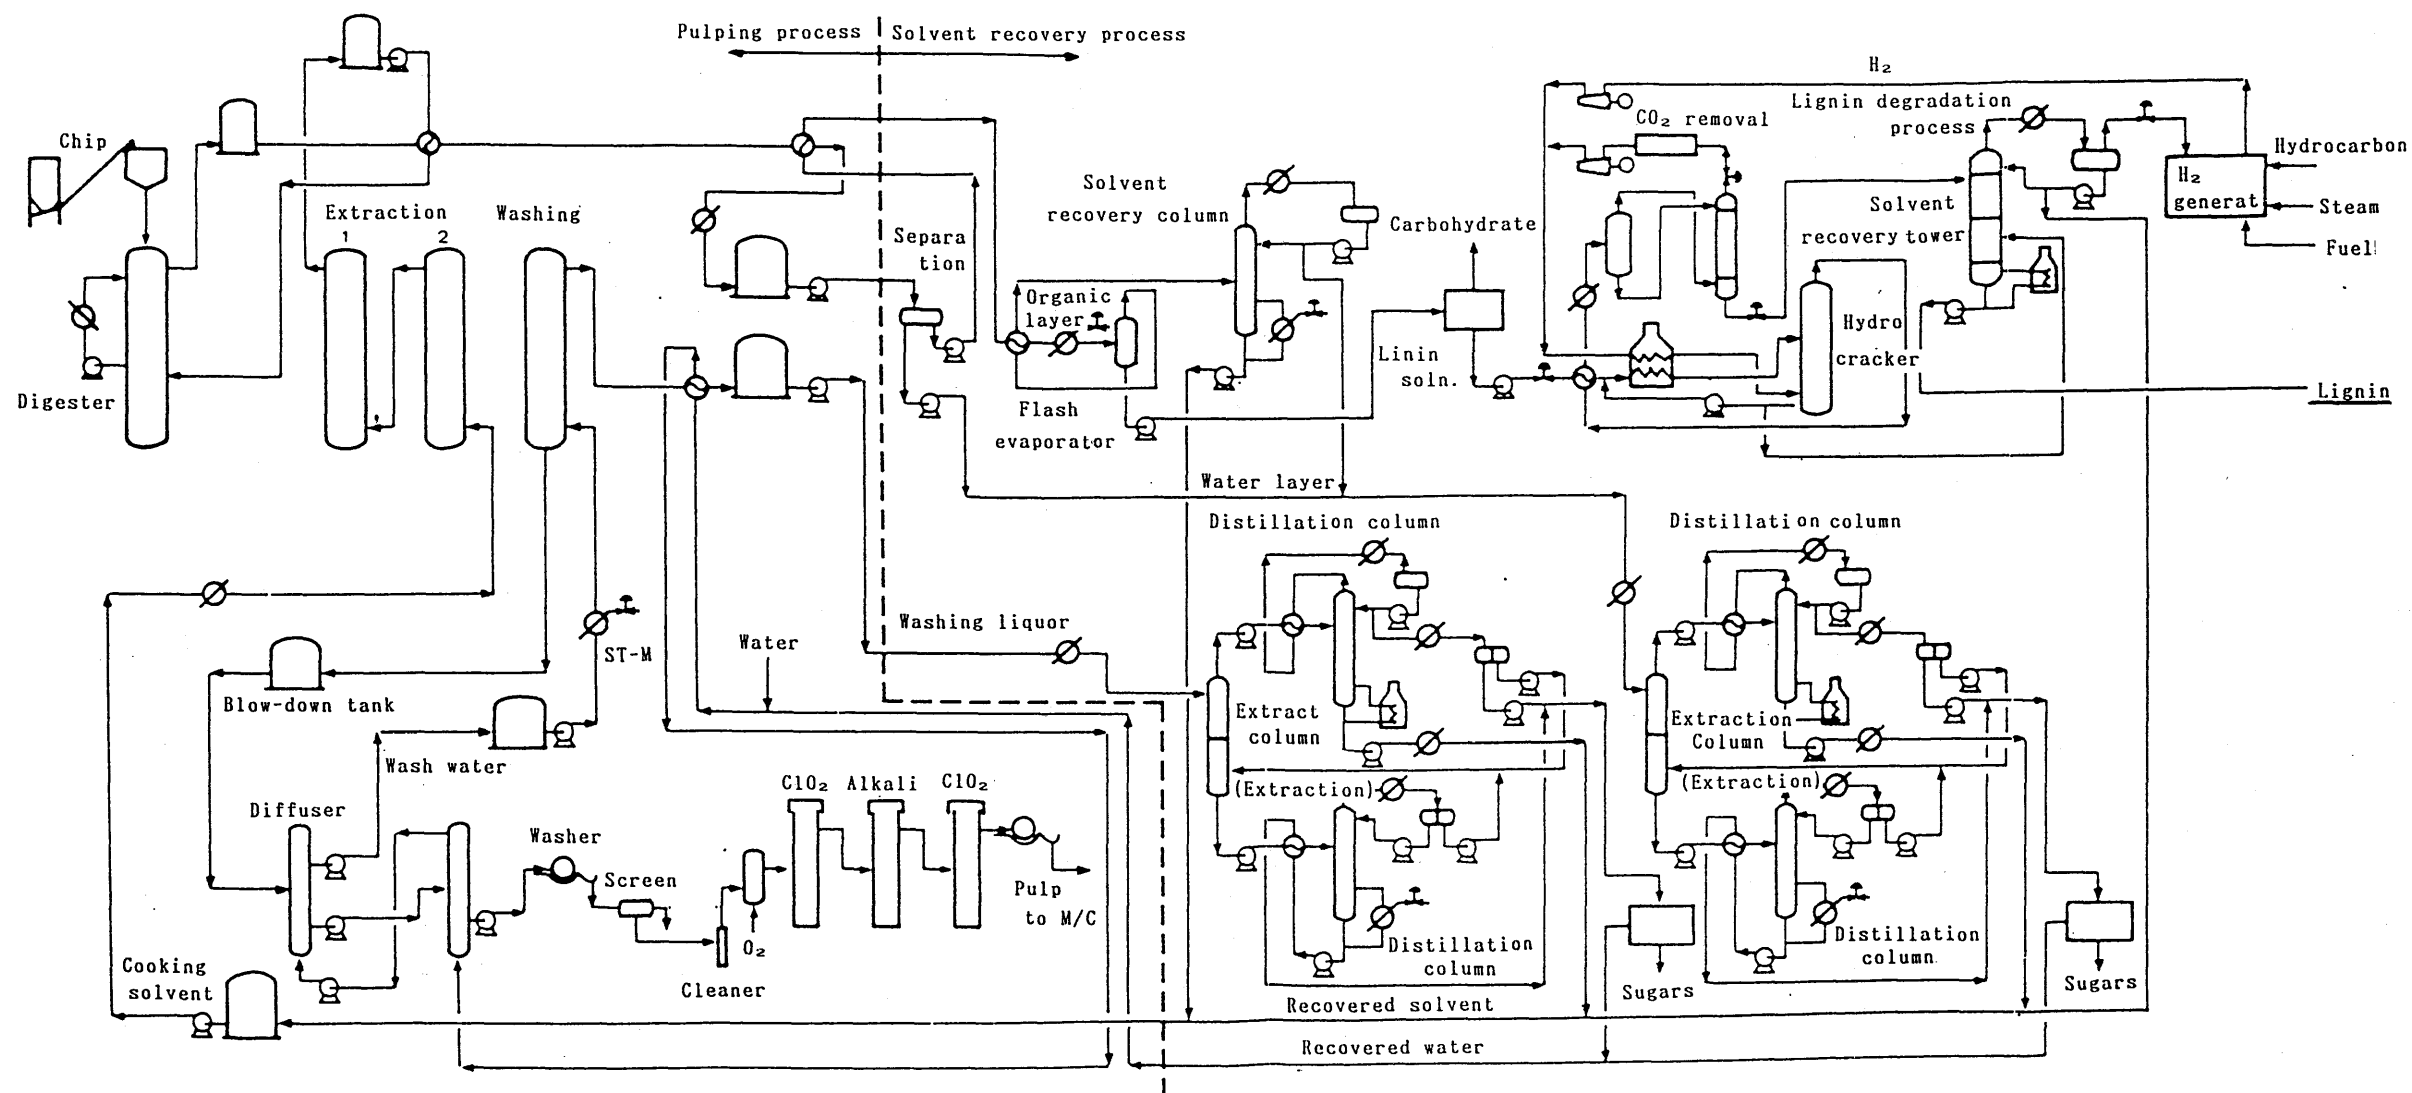 Pulping process
Solvent recovery process
H₂
Lignin degradation
process
CO₂ removal
Chip
Hydrocarbon
H₂
generat
Steam
Fuel
Solvent
recovery column
Carbohydrate
Solvent
recovery tower
Extraction
1
2
Washing
Separa
tion
Organic
layer
Hydro
cracker
Linin
soln.
Digester
Flash
evaporator
Lignin
Water layer
Distillation column
Distillation column
Washing liquor
Water
ST-M
Blow-down tank
Extract
column
Extraction
Column
Wash water
(Extraction)
(Extraction)
ClO₂
Alkali
ClO₂
Diffuser
Washer
Screen
Pulp
to M/C
O₂
Cleaner
Distillation
column
Distillation
column
Cooking
solvent
Sugars
Sugars
Recovered solvent
Recovered water